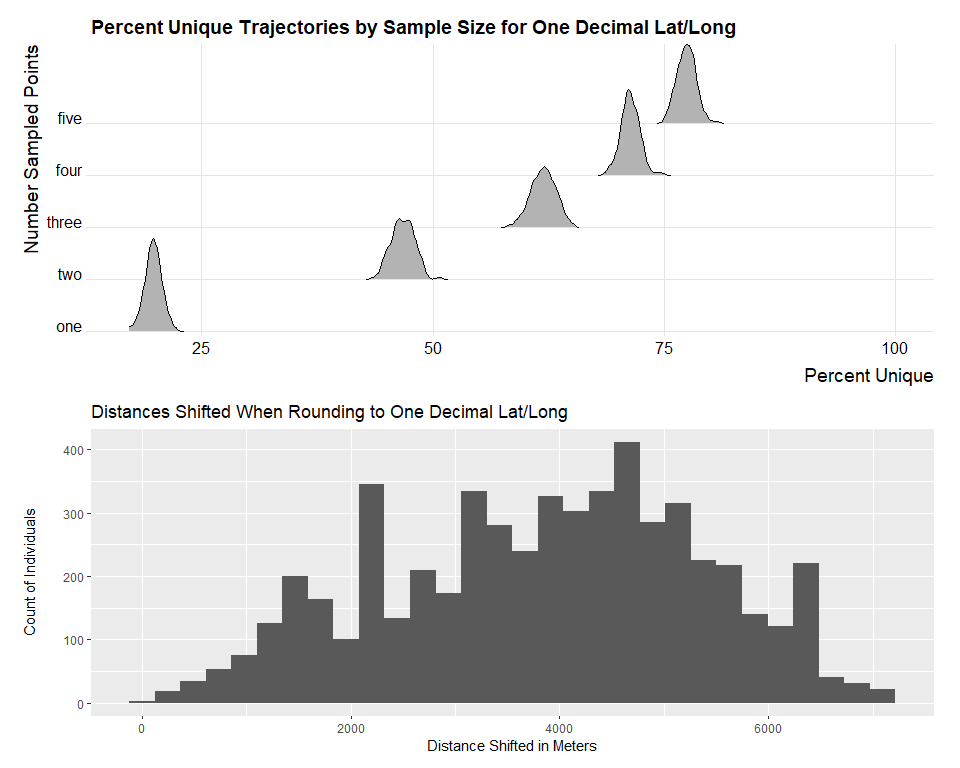 Percent Unique Trajectories by Sample Size for One Decimal Lat/Long
Number Sampled Points
five
four
three
two
one
25 50 75 100
Percent Unique
Distances Shifted When Rounding to One Decimal Lat/Long
Count of Individuals
400
300
200
100
0
0 2000 4000 6000
Distance Shifted in Meters